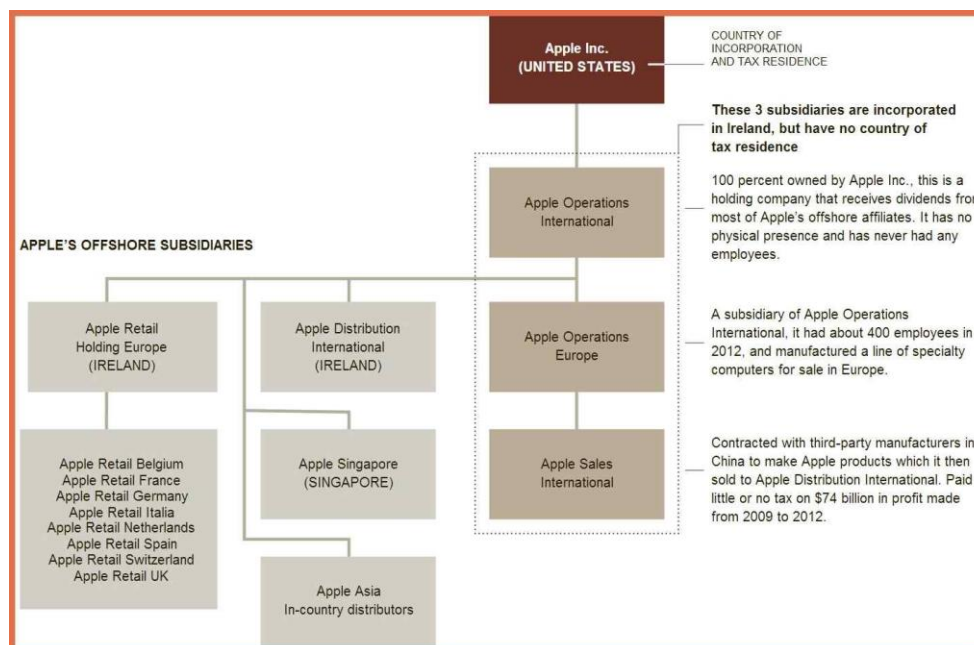 Apple Inc.
(UNITED STATES)
COUNTRY OF
INCORPORATION
AND TAX RESIDENCE
These 3 subsidiaries are incorporated
in Ireland, but have no country of
tax residence
Apple Operations
International
100 percent owned by Apple Inc., this is a
holding company that receives dividends from
most of Apple's offshore affiliates. It has no
physical presence and has never had any
employees.
APPLE'S OFFSHORE SUBSIDIARIES
Apple Retail
Holding Europe
(IRELAND)
Apple Distribution
International
(IRELAND)
Apple Operations
Europe
A subsidiary of Apple Operations
International, it had about 400 employees in
2012, and manufactured a line of specialty
computers for sale in Europe.
Apple Retail Belgium
Apple Retail France
Apple Retail Germany
Apple Retail Italia
Apple Retail Netherlands
Apple Retail Spain
Apple Retail Switzerland
Apple Retail UK
Apple Singapore
(SINGAPORE)
Apple Sales
International
Contracted with third-party manufacturers in
China to make Apple products which it then
sold to Apple Distribution International. Paid
little or no tax on $74 billion in profit made
from 2009 to 2012.
Apple Asia
In-country distributors